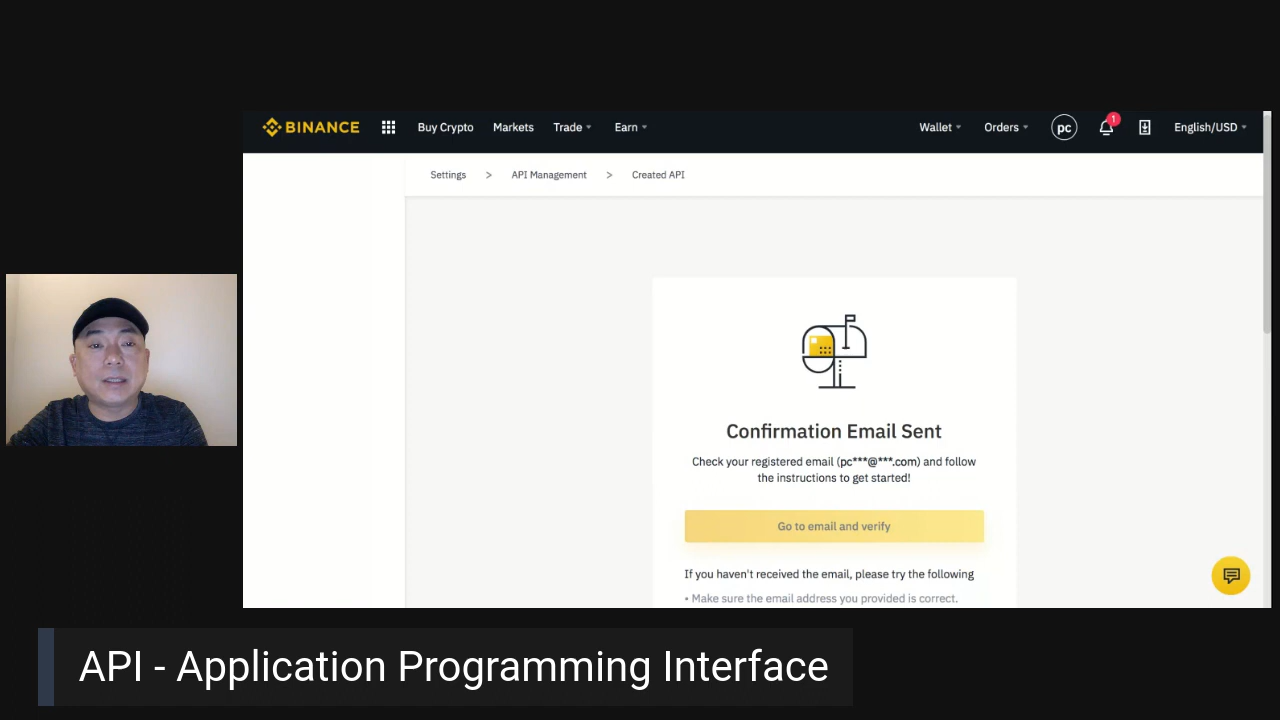 BINANCE Buy Crypto Markets Trade Earn Wallet Orders pc 1 English/USD
Settings > API Management > Created API
Confirmation Email Sent
Check your registered email (pc***@***.com) and follow
the instructions to get started!
Go to email and verify
If you haven't received the email, please try the following
• Make sure the email address you provided is correct.
API - Application Programming Interface